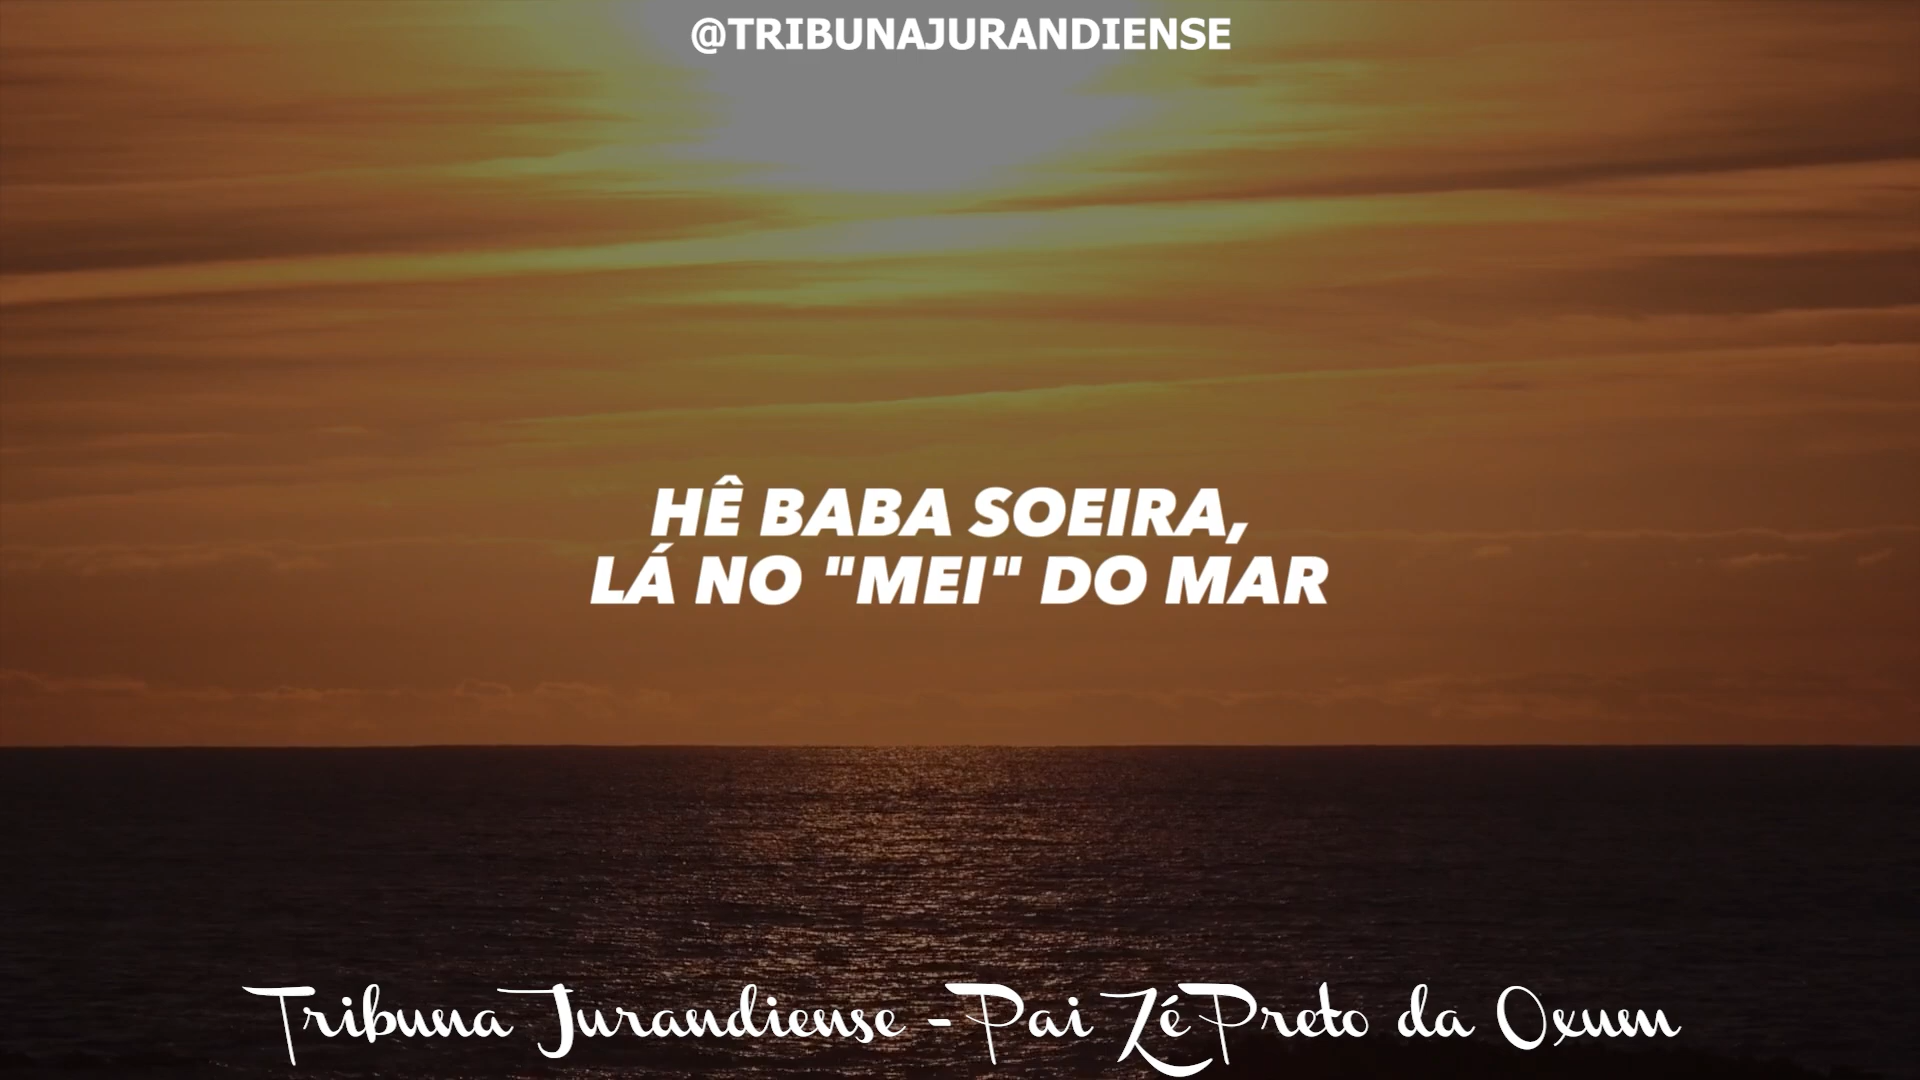 @TRIBUNAJURANDIENSE
HÊ BABA SOEIRA,
LÁ NO "MEI" DO MAR
Tribuna Jurandiense - Pai Zé Preto da Oxum